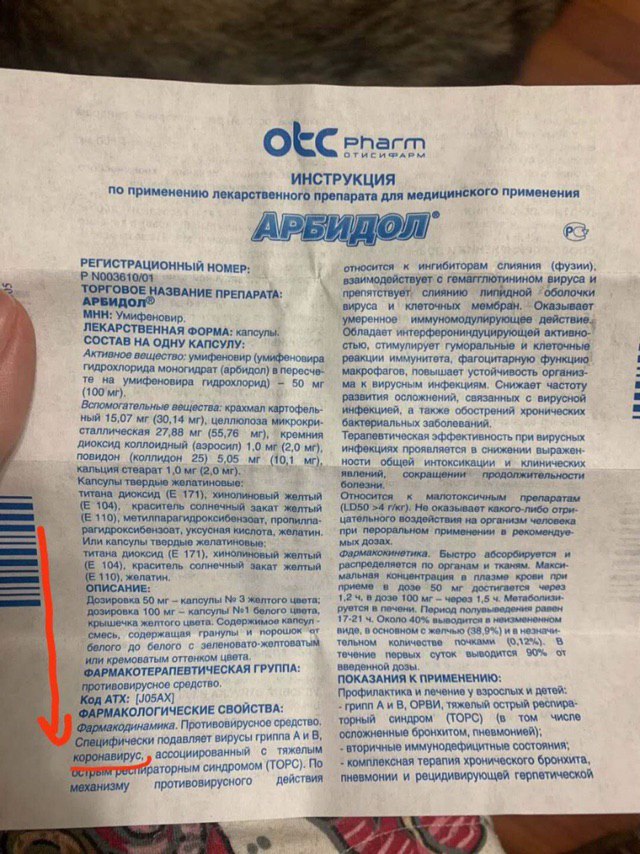 отс pharm
ОТИСИФАРМ
ИНСТРУКЦИЯ
по применению лекарственного препарата для медицинского применения
АРБИДОЛ®
РЕГИСТРАЦИОННЫЙ НОМЕР:
Р N003610/01
ТОРГОВОЕ НАЗВАНИЕ ПРЕПАРАТА:
АРБИДОЛ®
МНН: Умифеновир.
ЛЕКАРСТВЕННАЯ ФОРМА: капсулы.
СОСТАВ НА ОДНУ КАПСУЛУ:
Активное вещество: умифеновир (умифеновира
гидрохлорида моногидрат (арбидол) в пересче-
те на умифеновира гидрохлорид) – 50 мг
(100 мг).
Вспомогательные вещества: крахмал картофель-
ный 15,07 мг (30,14 мг), целлюлоза микрокри-
сталлическая 27,88 мг (55,76 мг), кремния
диоксид коллоидный (аэросил) 1,0 мг (2,0 мг),
повидон (коллидон 25) 5,05 мг (10,1 мг),
кальция стеарат 1,0 мг (2,0 мг).
Капсулы твердые желатиновые:
титана диоксид (Е 171), хинолиновый желтый
(Е 104), краситель солнечный закат желтый
(Е 110), метилпарагидроксибензоат, пропилпа-
рагидроксибензоат, уксусная кислота, желатин.
Или капсулы твердые желатиновые:
титана диоксид (Е 171), хинолиновый желтый
(Е 104), краситель солнечный закат желтый
(Е 110), желатин.
ОПИСАНИЕ:
Дозировка 50 мг – капсулы № 3 желтого цвета;
дозировка 100 мг – капсулы №1 белого цвета,
крышечка желтого цвета. Содержимое капсул -
смесь, содержащая гранулы и порошок от
белого до белого с зеленовато-желтоватым
или кремоватым оттенком цвета.
ФАРМАКОТЕРАПЕВТИЧЕСКАЯ ГРУППА:
противовирусное средство.
Код АТХ: [J05AX]
ФАРМАКОЛОГИЧЕСКИЕ СВОЙСТВА:
Фармакодинамика. Противовирусное средство.
Специфически подавляет вирусы гриппа А и В,
коронавирус, ассоциированный с тяжелым
острым респираторным синдромом (ТОРС). По
механизму противовирусного действия
относится к ингибиторам слияния (фузии),
взаимодействует с гемагглютинином вируса и
препятствует слиянию липидной оболочки
вируса и клеточных мембран. Оказывает
умеренное иммуномодулирующее действие.
Обладает интерферониндуцирующей активно-
стью, стимулирует гуморальные и клеточные
реакции иммунитета, фагоцитарную функцию
макрофагов, повышает устойчивость организ-
ма к вирусным инфекциям. Снижает частоту
развития осложнений, связанных с вирусной
инфекцией, а также обострений хронических
бактериальных заболеваний.
Терапевтическая эффективность при вирусных
инфекциях проявляется в снижении выражен-
ности общей интоксикации и клинических
явлений, сокращении продолжительности
болезни.
Относится к малотоксичным препаратам
(LD50 >4 г/кг). Не оказывает какого-либо отри-
цательного воздействия на организм человека
при пероральном применении в рекомендуе-
мых дозах.
Фармакокинетика. Быстро абсорбируется и
распределяется по органам и тканям. Макси-
мальная концентрация в плазме крови при
приеме в дозе 50 мг достигается через
1,2 ч, в дозе 100 мг – через 1,5 ч. Метаболизи-
руется в печени. Период полувыведения равен
17-21 ч. Около 40% выводится в неизмененном
виде, в основном с желчью (38,9%) и в незначи-
тельном количестве почками (0,12%). В
течение первых суток выводится 90% от
введенной дозы.
ПОКАЗАНИЯ К ПРИМЕНЕНИЮ:
Профилактика и лечение у взрослых и детей:
- грипп А и В, ОРВИ, тяжелый острый респира-
торный синдром (ТОРС) (в том числе
осложненные бронхитом, пневмонией);
- вторичные иммунодефицитные состояния;
- комплексная терапия хронического бронхита,
пневмонии и рецидивирующей герпетической